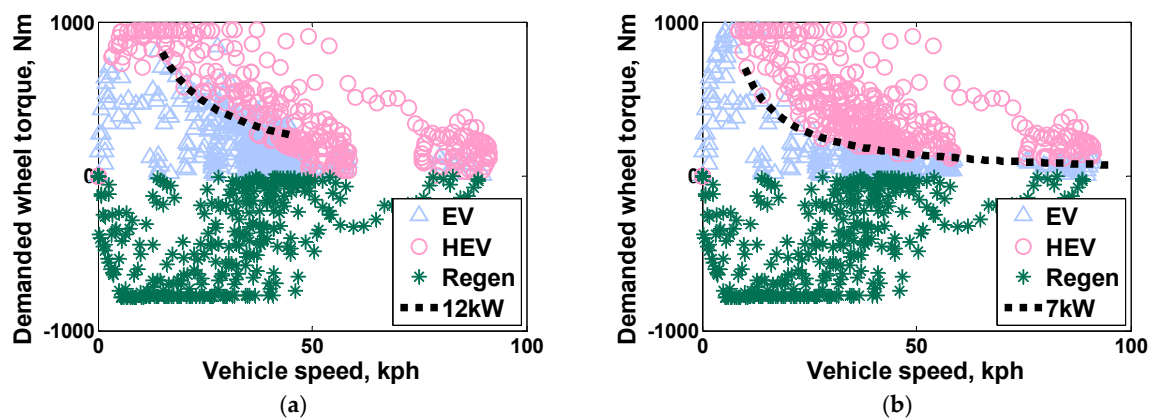 1000
0
-1000
Demanded wheel torque, Nm
EV
HEV
Regen
12kW
0
50
100
Vehicle speed, kph
(a)
1000
0
-1000
Demanded wheel torque, Nm
EV
HEV
Regen
7kW
0
50
100
Vehicle speed, kph
(b)